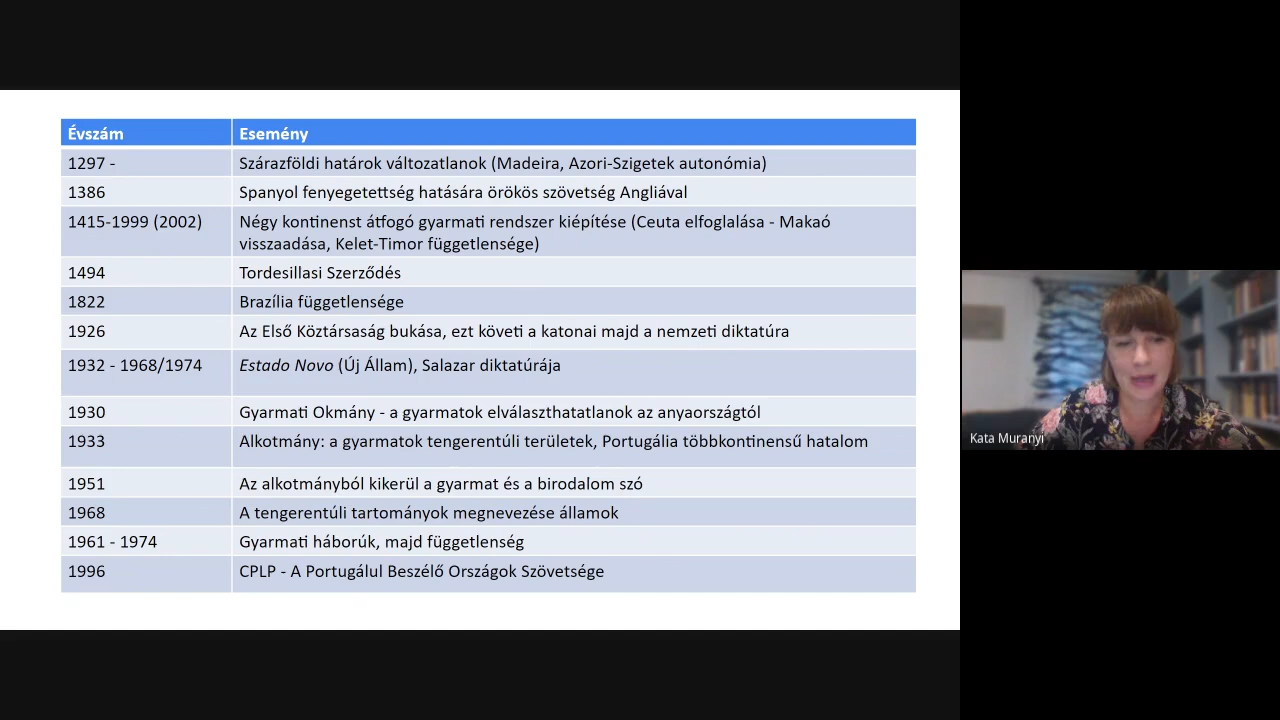 Évszám Esemény
1297 - Szárazföldi határok változatlanok (Madeira, Azori-Szigetek autonómia)
1386 Spanyol fenyegetettség hatására örökös szövetség Angliával
1415-1999 (2002) Négy kontinenst átfogó gyarmati rendszer kiépítése (Ceuta elfoglalása - Makaó
visszaadása, Kelet-Timor függetlensége)
1494 Tordesillasi Szerződés
1822 Brazília függetlensége
1926 Az Első Köztársaság bukása, ezt követi a katonai majd a nemzeti diktatúra
1932 - 1968/1974 Estado Novo (Új Állam), Salazar diktatúrája
1930 Gyarmati Okmány - a gyarmatok elválaszthatatlanok az anyaországtól
1933 Alkotmány: a gyarmatok tengerentúli területek, Portugália többkontinensű hatalom
1951 Az alkotmányból kikerül a gyarmat és a birodalom szó
1968 A tengerentúli tartományok megnevezése államok
1961 - 1974 Gyarmati háborúk, majd függetlenség
1996 CPLP - A Portugálul Beszélő Országok Szövetsége
Kata Muranyi